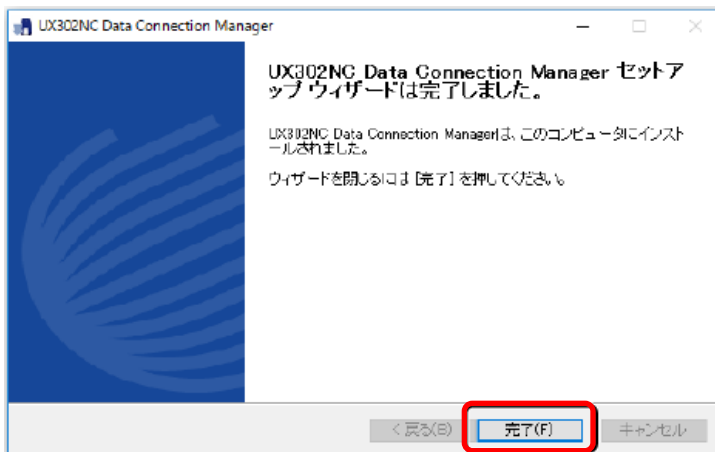 UX302NC Data Connection Manager
UX302NC Data Connection Manager セットア
ップ ウィザードは完了しました。
UX302NC Data Connection Managerは、このコンピュータにインスト
ールされました。
ウィザードを閉じるには [完了] を押してください。
< 戻る(B)
完了(F)
キャンセル